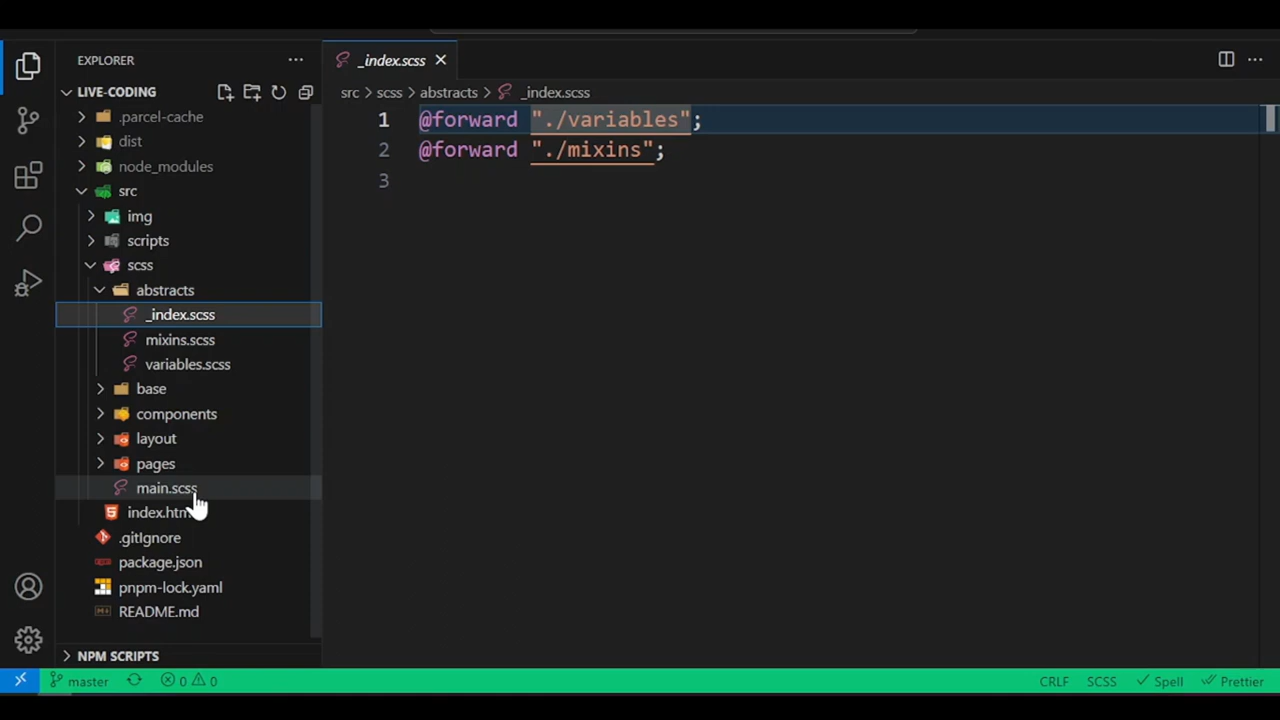 EXPLORER
LIVE-CODING
.parcel-cache
dist
node_modules
src
img
scripts
scss
abstracts
_index.scss
mixins.scss
variables.scss
base
components
layout
pages
main.scss
.gitIgnore
package.json
pnpm-lock.yaml
README.md
NPM SCRIPTS
_index.scss
src > scss > abstracts > _index.scss
1 @forward "./variables";
2 @forward "./mixins";
3
master 0 0 CRLF SCSS Spell Prettier